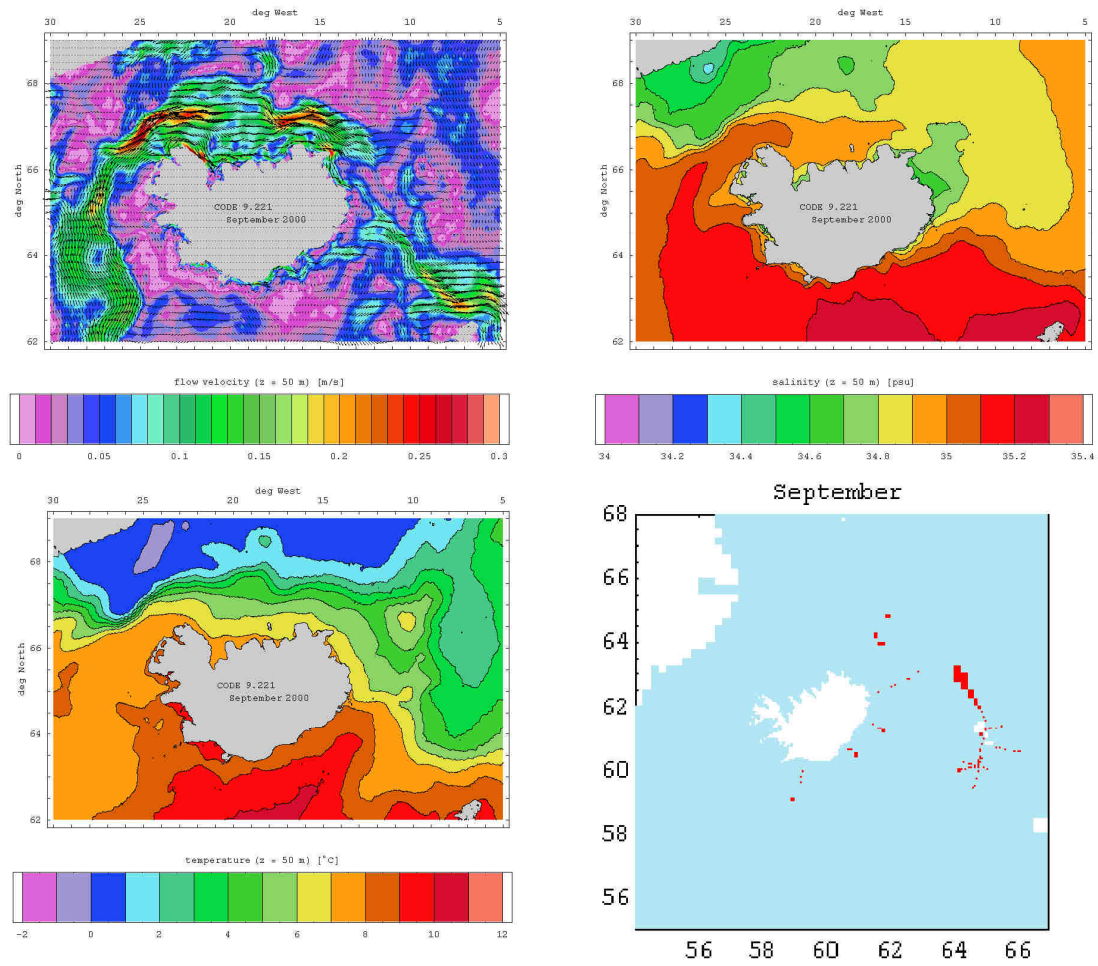 deg West
30 25 20 15 10 5
68
66
64
62
deg North
CODE 9.221
September 2000
flow velocity (z = 50 m) [m/s]
0 0.05 0.1 0.15 0.2 0.25 0.3
deg West
30 25 20 15 10 5
68
66
64
62
deg North
CODE 9.221
September 2000
salinity (z = 50 m) [psu]
34 34.2 34.4 34.6 34.8 35 35.2 35.4
deg West
30 25 20 15 10 5
68
66
64
62
deg North
CODE 9.221
September 2000
temperature (z = 50 m) [°C]
-2 0 2 4 6 8 10 12
September
68
66
64
62
60
58
56
56 58 60 62 64 66